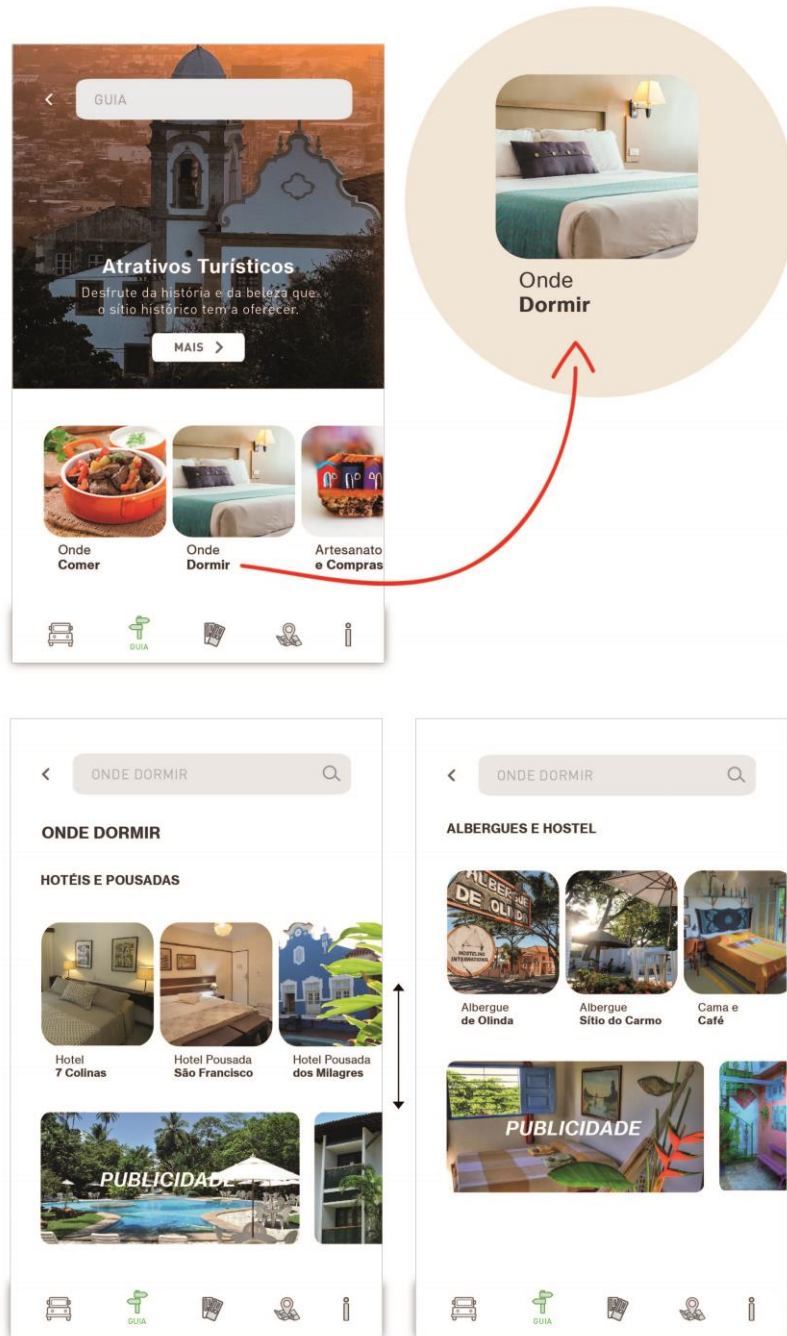 GUIA
Atrativos Turísticos
Desfrute da história e da beleza que
o sítio histórico tem a oferecer.
MAIS
Onde
Comer
Onde
Dormir
Artesanato
e Compras
GUIA
Onde
Dormir
ONDE DORMIR
ONDE DORMIR
HOTÉIS E POUSADAS
Hotel
7 Colinas
Hotel Pousada
São Francisco
Hotel Pousada
dos Milagres
PUBLICIDADE
GUIA
ONDE DORMIR
ALBERGUES E HOSTEL
ALBERGUE
DE OLINDA
HOSTELING
INTERNATIONAL
Albergue
de Olinda
Albergue
Sítio do Carmo
Cama e
Café
PUBLICIDADE
GUIA